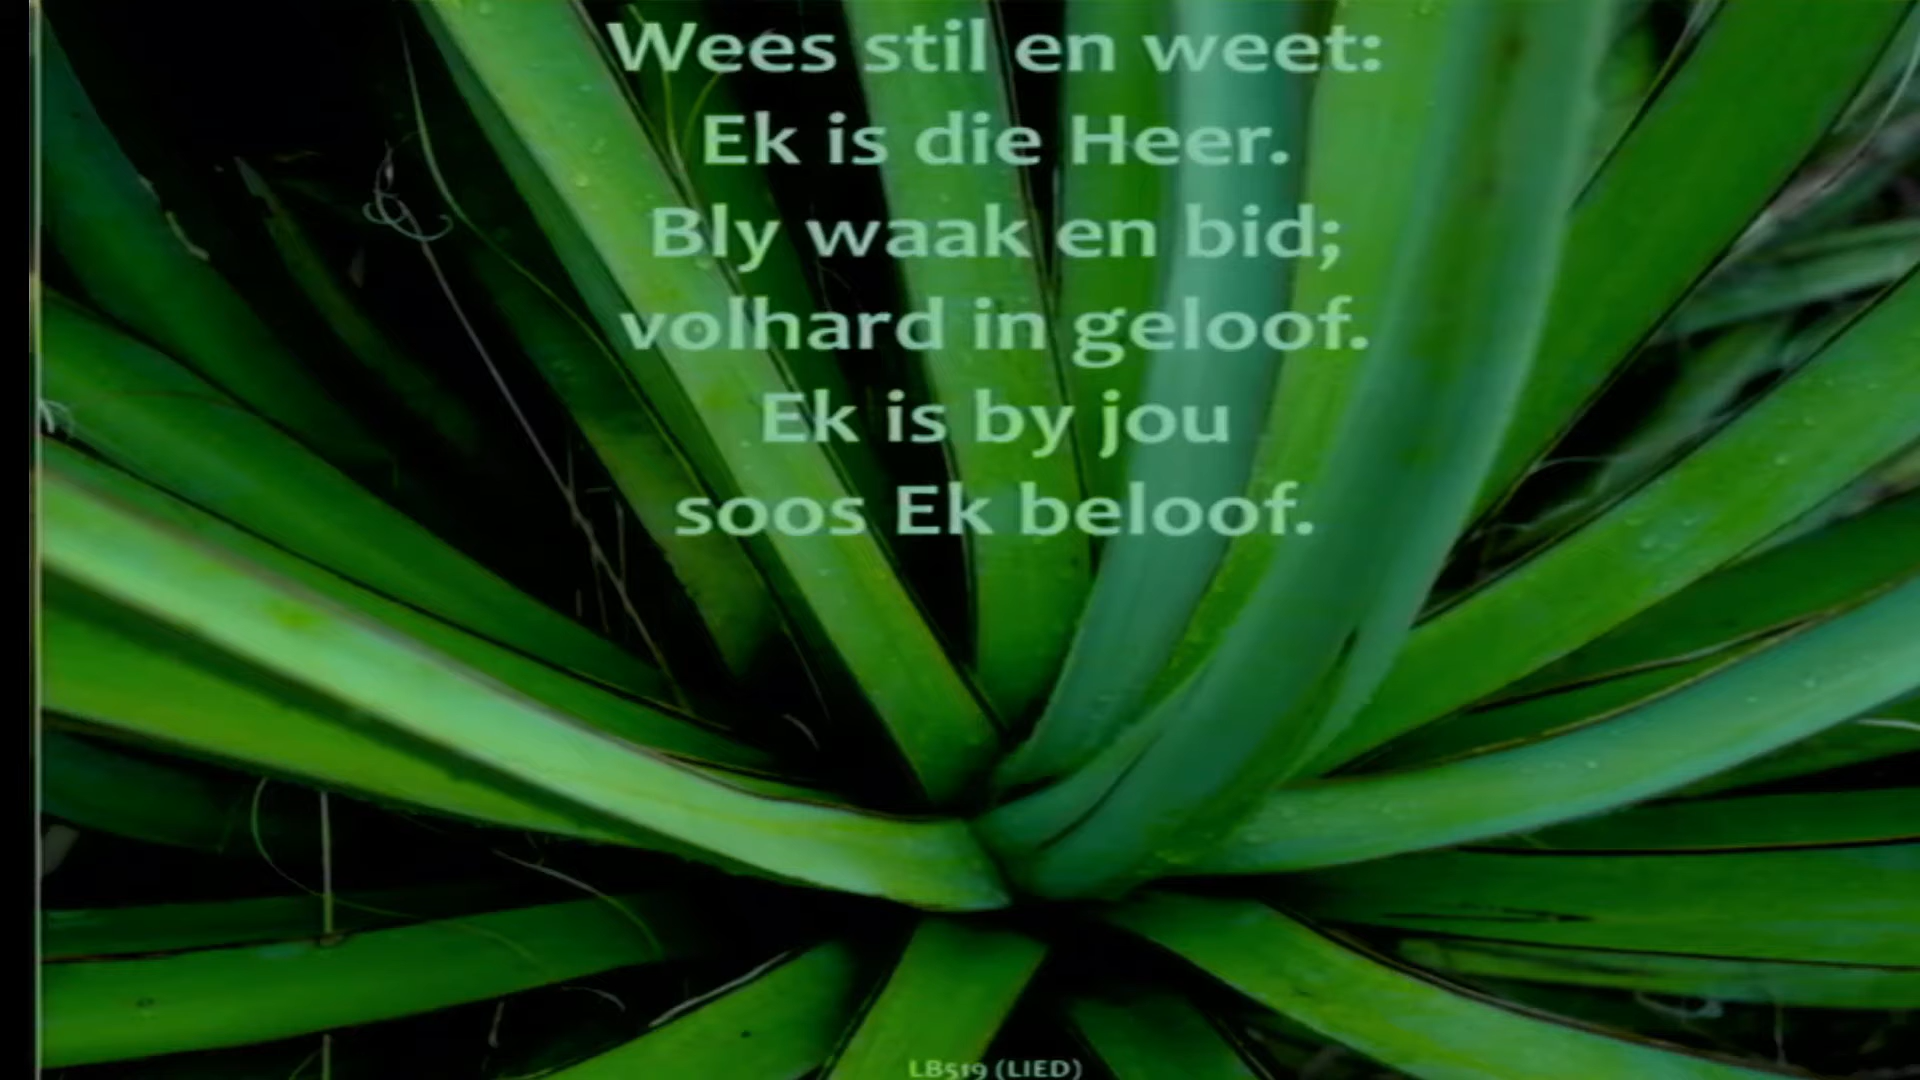 Wees stil en weet:
Ek is die Heer.
Bly waak en bid;
volhard in geloof.
Ek is by jou
soos Ek beloof.
LB519 (LIED)